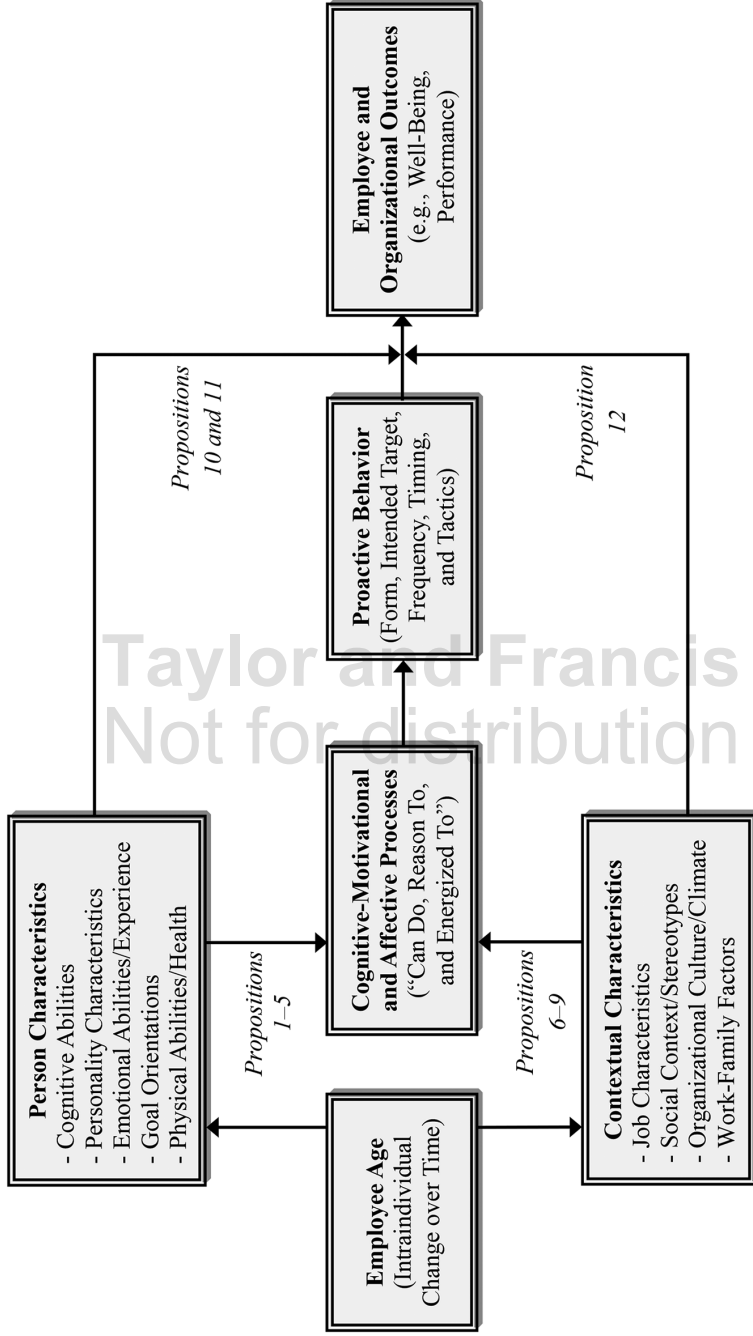 Person Characteristics
- Cognitive Abilities
- Personality Characteristics
- Emotional Abilities/Experience
- Goal Orientations
- Physical Abilities/Health
Propositions
1–5
Propositions
10 and 11
Employee Age
(Intraindividual
Change over Time)
Cognitive-Motivational
and Affective Processes
(“Can Do, Reason To,
and Energized To”)
Proactive Behavior
(Form, Intended Target,
Frequency, Timing,
and Tactics)
Employee and
Organizational Outcomes
(e.g., Well-Being,
Performance)
Propositions
6–9
Proposition
12
Contextual Characteristics
- Job Characteristics
- Social Context/Stereotypes
- Organizational Culture/Climate
- Work-Family Factors
Taylor and Francis
Not for distribution